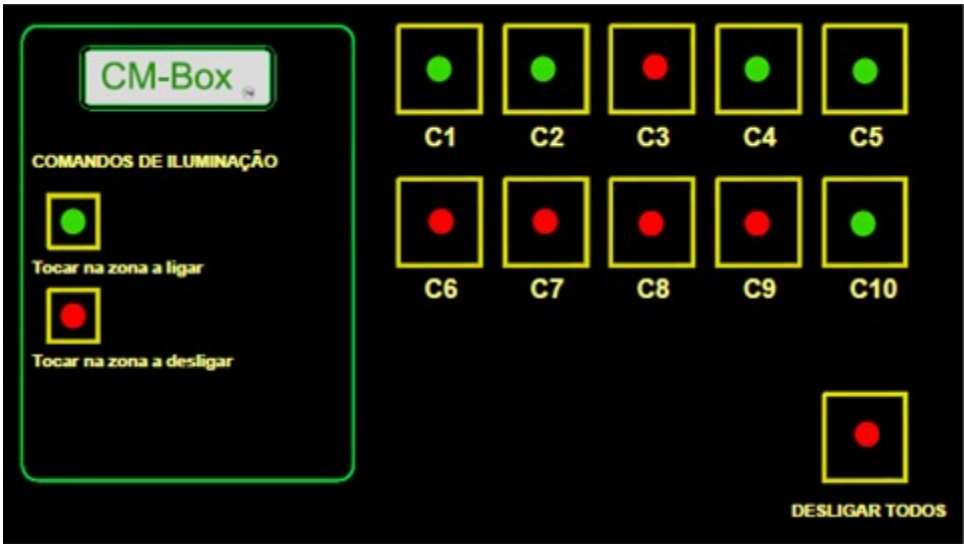 CM-Box
COMANDOS DE ILUMINAÇÃO
Tocar na zona a ligar
Tocar na zona a desligar
C1 C2 C3 C4 C5
C6 C7 C8 C9 C10
DESLIGAR TODOS